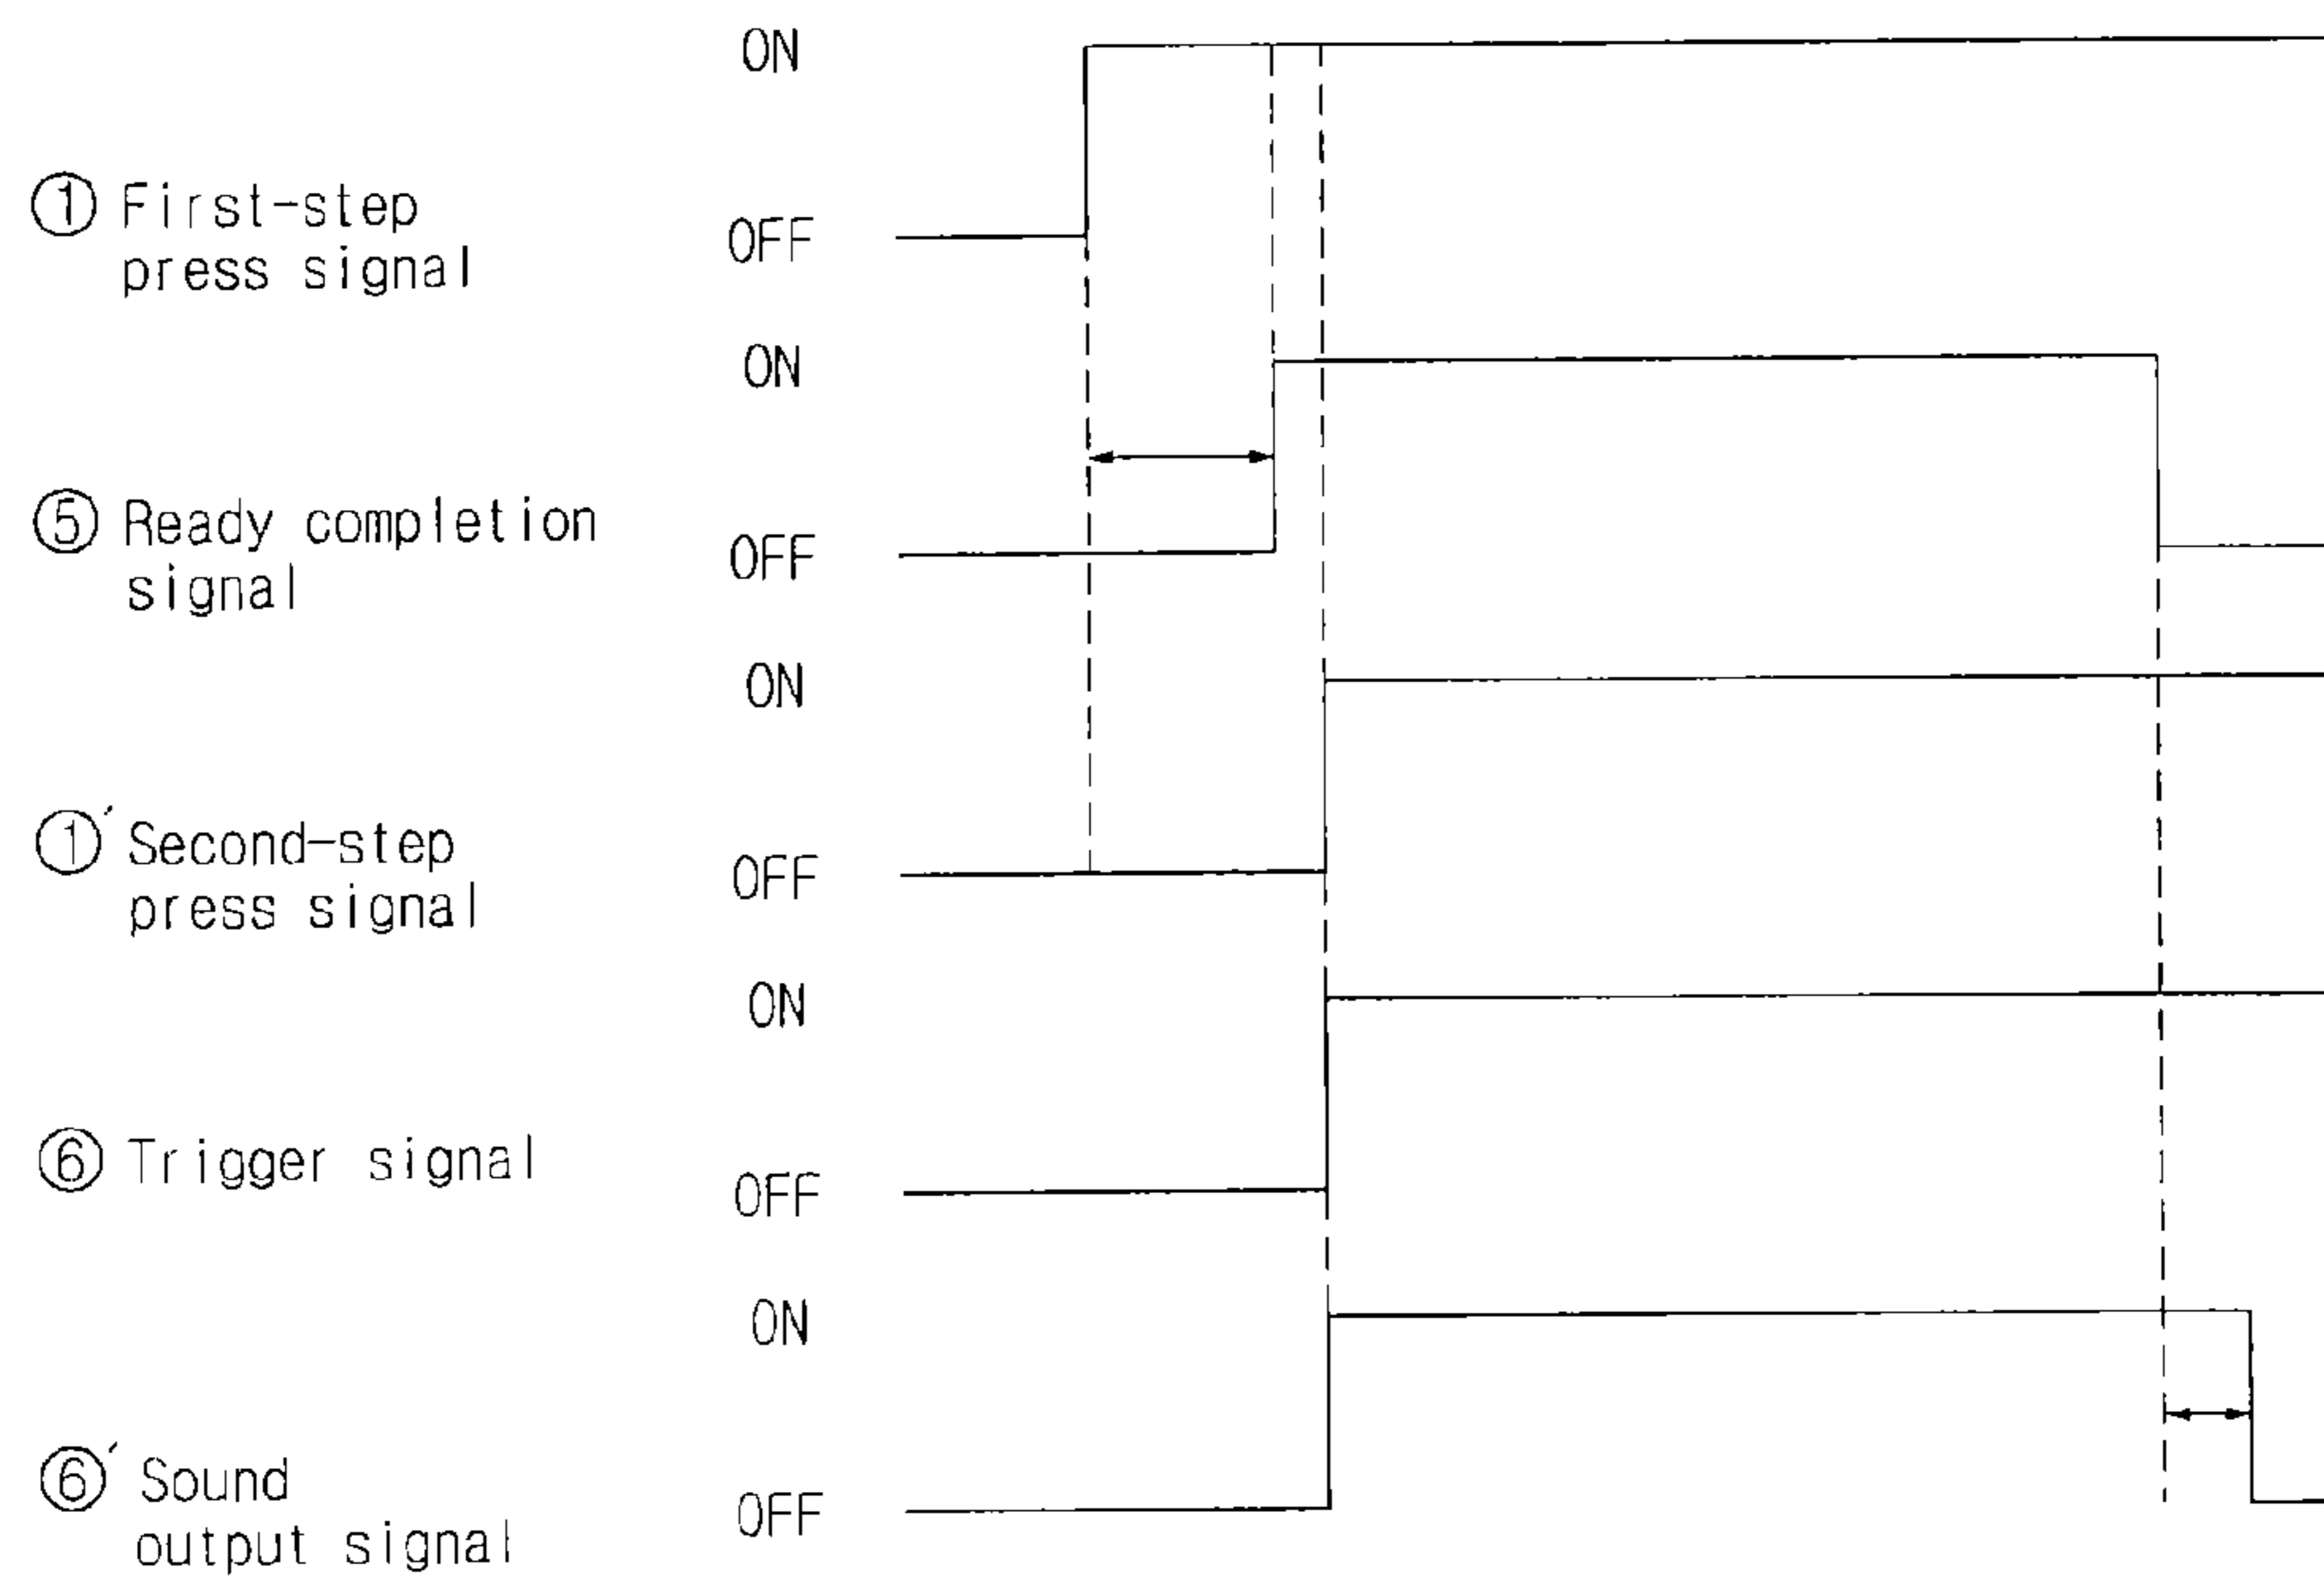 ON
① First-step
press signal
OFF
ON
⑤ Ready completion
signal
OFF
ON
①´ Second-step
press signal
OFF
ON
⑥ Trigger signal
OFF
ON
⑥´ Sound
output signal
OFF